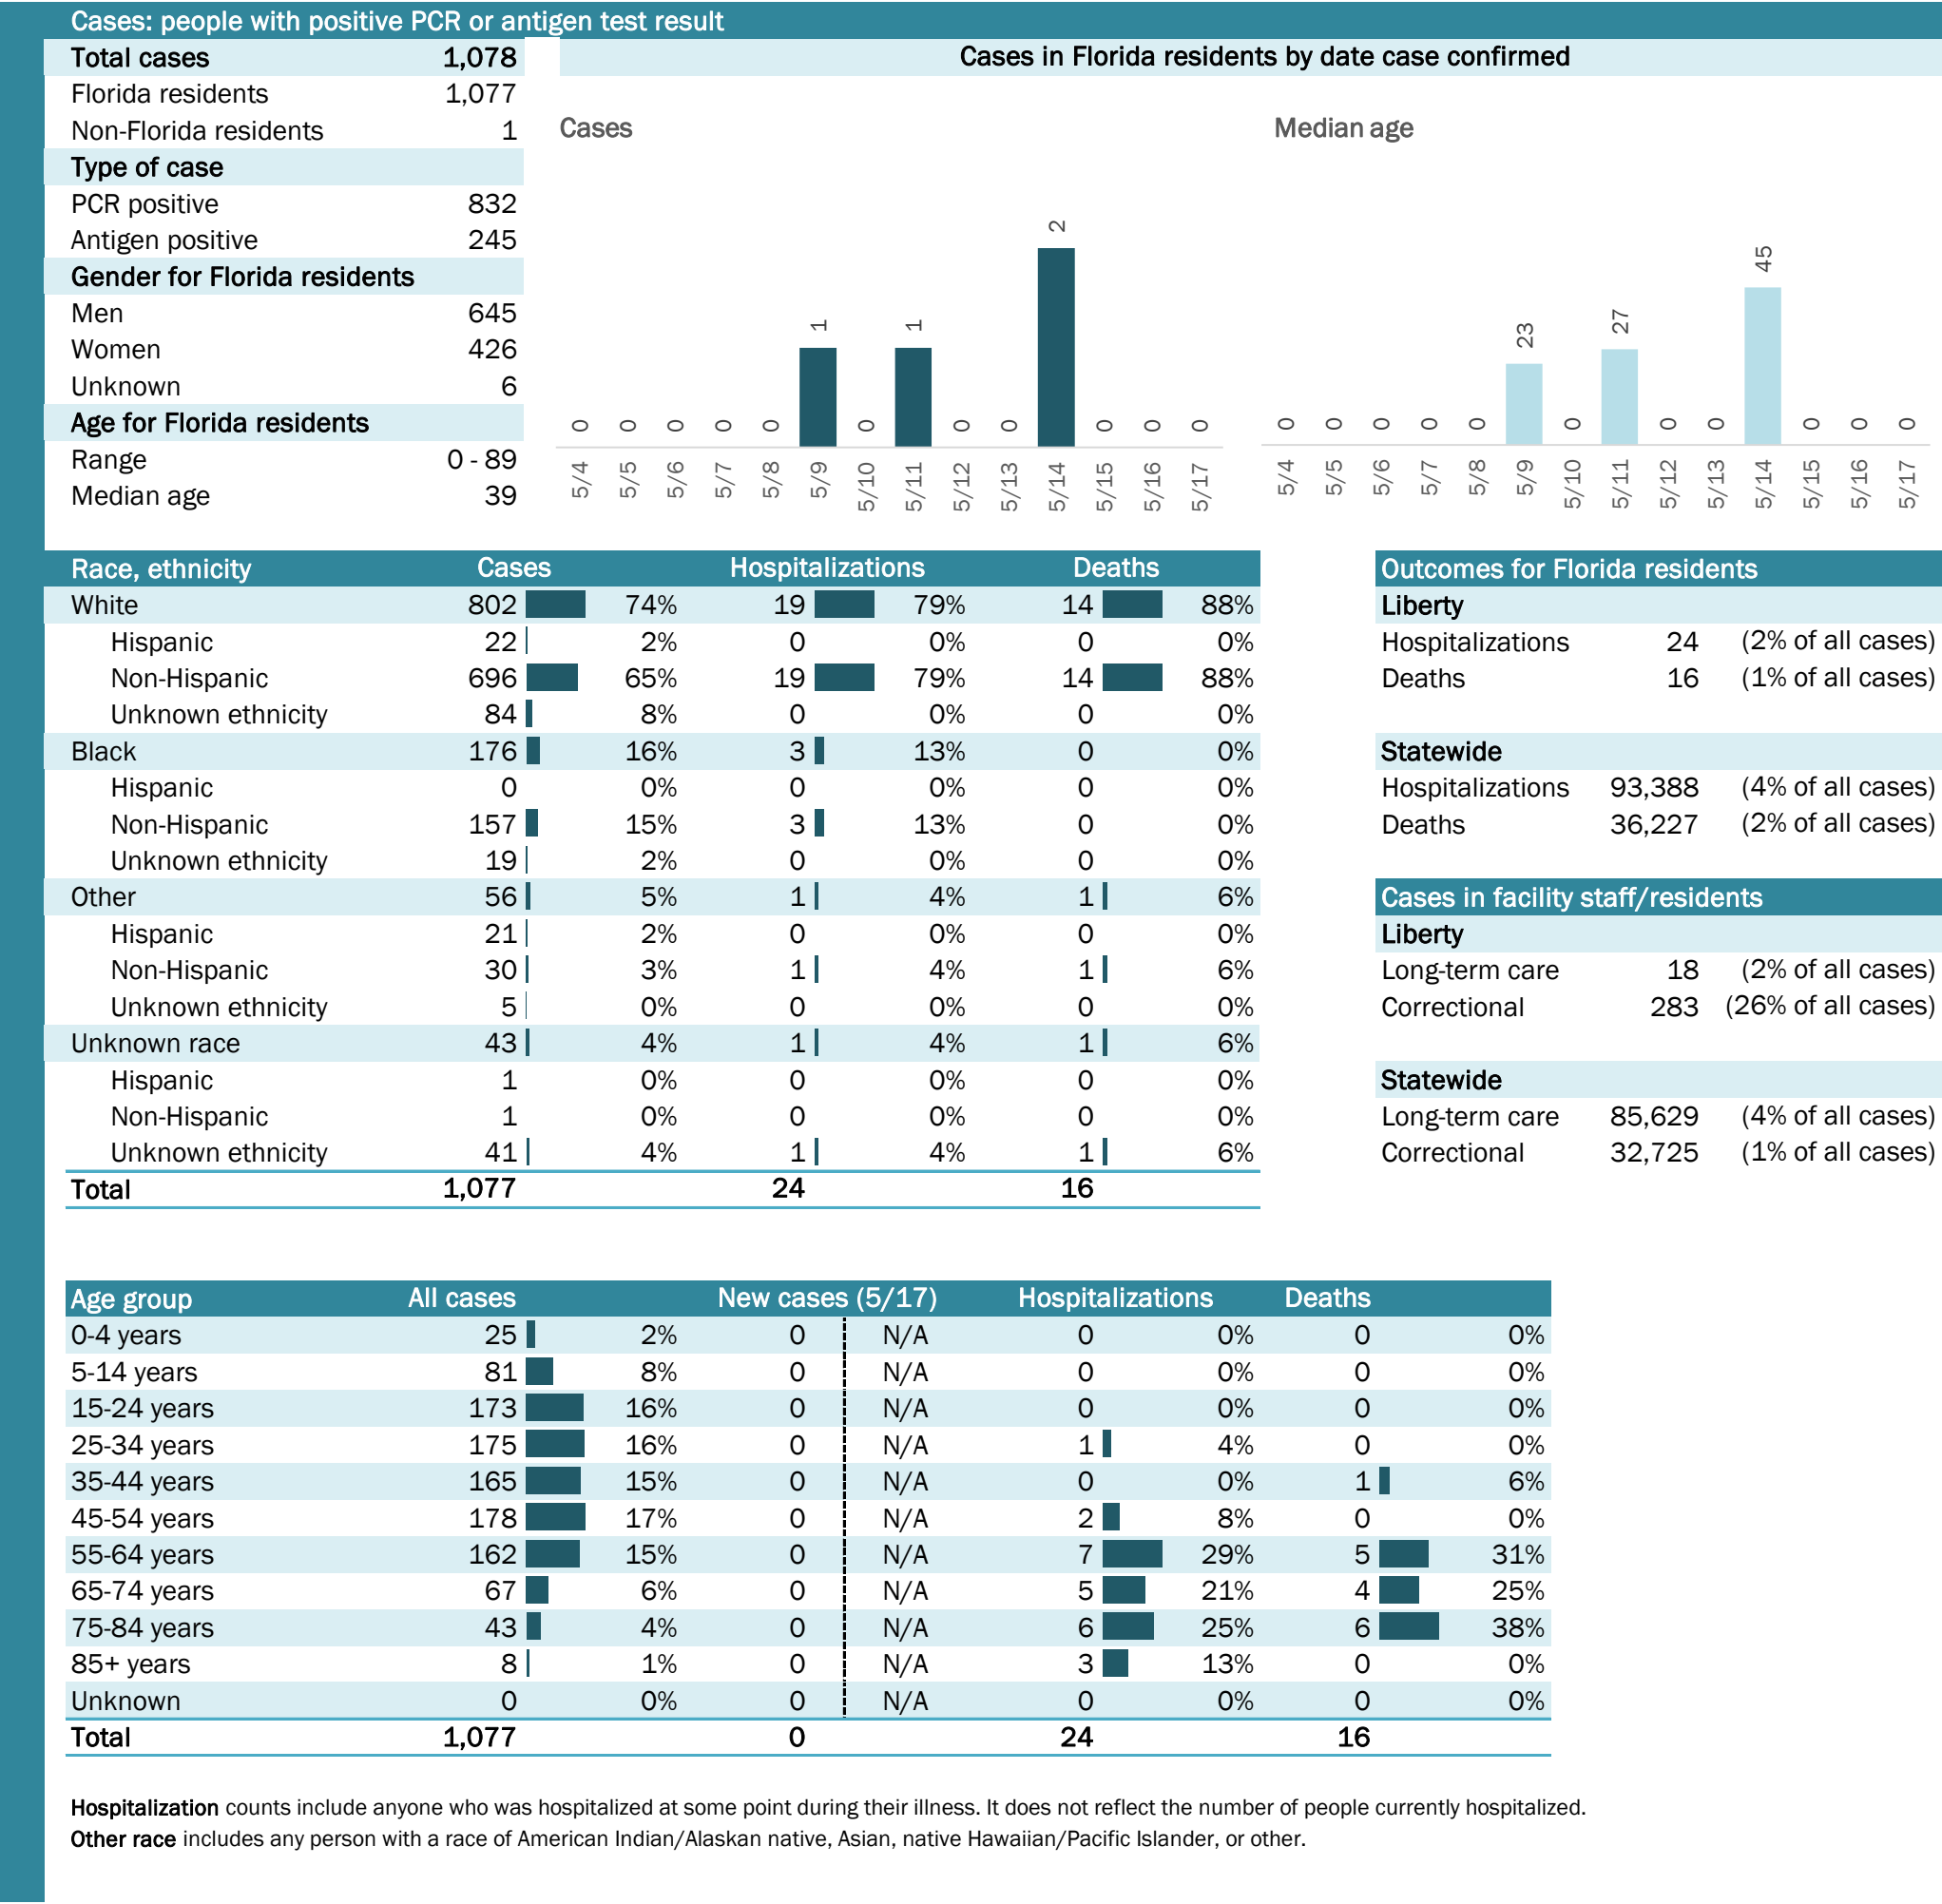 Cases: people with positive PCR or antigen test result
Total cases 1,078
Florida residents 1,077
Non-Florida residents 1
Type of case
PCR positive 832
Antigen positive 245
Gender for Florida residents
Men 645
Women 426
Unknown 6
Age for Florida residents
Range 0 - 89
Median age 39
Cases in Florida residents by date case confirmed
Cases
0 0 0 0 0 1 0 1 0 0 2 0 0 0
5/4 5/5 5/6 5/7 5/8 5/9 5/10 5/11 5/12 5/13 5/14 5/15 5/16 5/17
Median age
0 0 0 0 0 23 0 27 0 0 45 0 0 0
5/4 5/5 5/6 5/7 5/8 5/9 5/10 5/11 5/12 5/13 5/14 5/15 5/16 5/17
Race, ethnicity Cases Hospitalizations Deaths
White 802 74% 19 79% 14 88%
Hispanic 22 2% 0 0% 0 0%
Non-Hispanic 696 65% 19 79% 14 88%
Unknown ethnicity 84 8% 0 0% 0 0%
Black 176 16% 3 13% 0 0%
Hispanic 0 0% 0 0% 0 0%
Non-Hispanic 157 15% 3 13% 0 0%
Unknown ethnicity 19 2% 0 0% 0 0%
Other 56 5% 1 4% 1 6%
Hispanic 21 2% 0 0% 0 0%
Non-Hispanic 30 3% 1 4% 1 6%
Unknown ethnicity 5 0% 0 0% 0 0%
Unknown race 43 4% 1 4% 1 6%
Hispanic 1 0% 0 0% 0 0%
Non-Hispanic 1 0% 0 0% 0 0%
Unknown ethnicity 41 4% 1 4% 1 6%
Total 1,077 24 16
Outcomes for Florida residents
Liberty
Hospitalizations 24 (2% of all cases)
Deaths 16 (1% of all cases)
Statewide
Hospitalizations 93,388 (4% of all cases)
Deaths 36,227 (2% of all cases)
Cases in facility staff/residents
Liberty
Long-term care 18 (2% of all cases)
Correctional 283 (26% of all cases)
Statewide
Long-term care 85,629 (4% of all cases)
Correctional 32,725 (1% of all cases)
Age group All cases New cases (5/17) Hospitalizations Deaths
0-4 years 25 2% 0 N/A 0 0% 0 0%
5-14 years 81 8% 0 N/A 0 0% 0 0%
15-24 years 173 16% 0 N/A 0 0% 0 0%
25-34 years 175 16% 0 N/A 1 4% 0 0%
35-44 years 165 15% 0 N/A 0 0% 1 6%
45-54 years 178 17% 0 N/A 2 8% 0 0%
55-64 years 162 15% 0 N/A 7 29% 5 31%
65-74 years 67 6% 0 N/A 5 21% 4 25%
75-84 years 43 4% 0 N/A 6 25% 6 38%
85+ years 8 1% 0 N/A 3 13% 0 0%
Unknown 0 0% 0 N/A 0 0% 0 0%
Total 1,077 0 24 16
Hospitalization counts include anyone who was hospitalized at some point during their illness. It does not reflect the number of people currently hospitalized.
Other race includes any person with a race of American Indian/Alaskan native, Asian, native Hawaiian/Pacific Islander, or other.